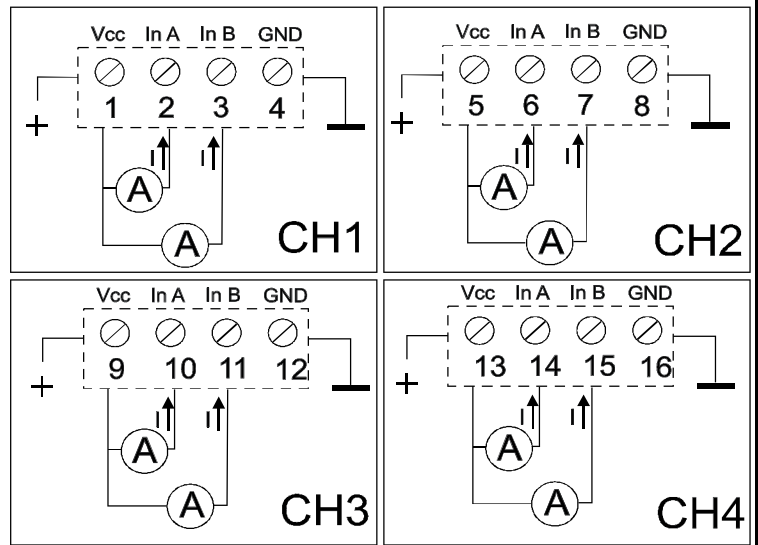 Vcc In A In B GND
1 2 3 4
+
I I
A
A
CH1
Vcc In A In B GND
5 6 7 8
+
I I
A
A
CH2
Vcc In A In B GND
9 10 11 12
+
I I
A
A
CH3
Vcc In A In B GND
13 14 15 16
+
I I
A
A
CH4